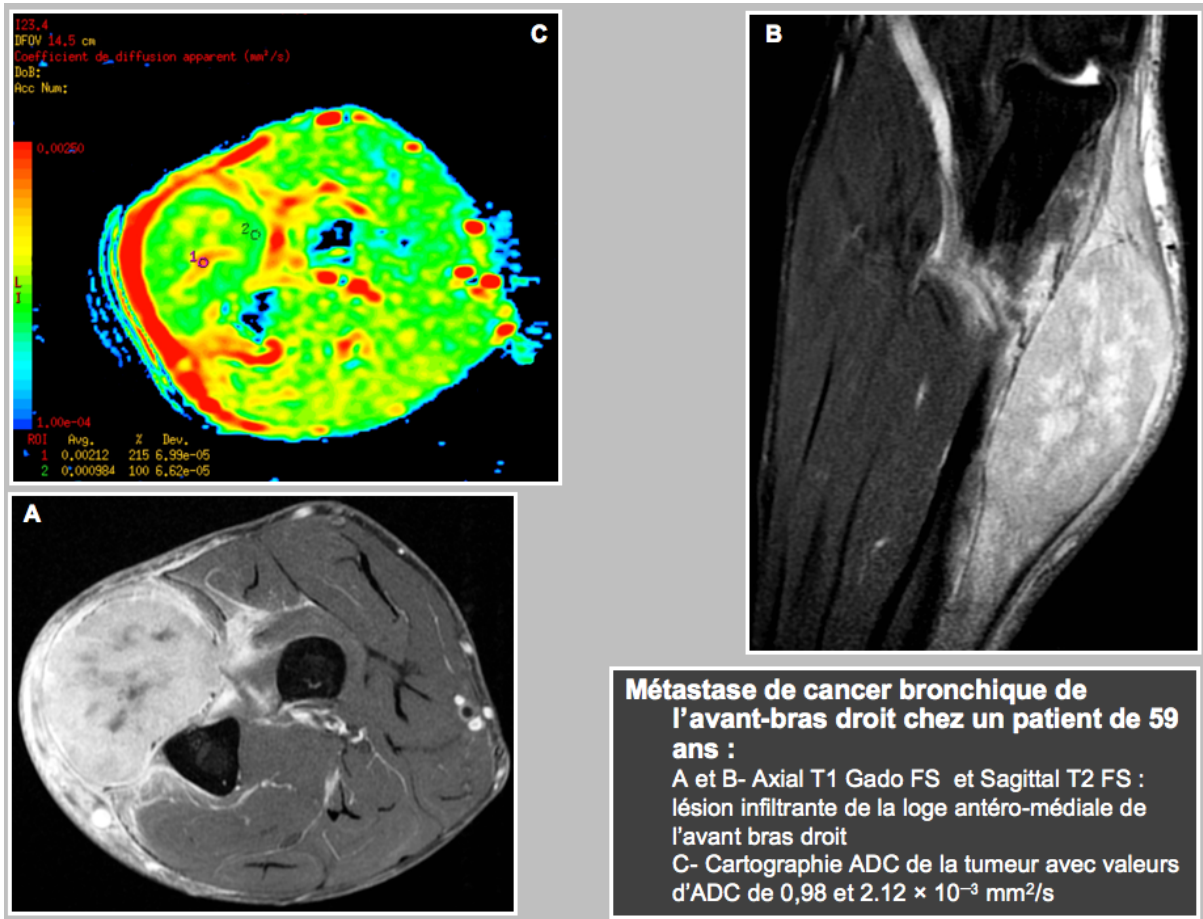 I23.4
DFOV 14.5 cm
Coefficient de diffusion apparent (mm²/s)
DoB:
Acc Num:
C
0.00250
L
I
1
2
1.00e-04
ROI Avg. % Dev.
1 0.00212 215 6.99e-05
2 0.000984 100 6.62e-05
B
A
Métastase de cancer bronchique de
l’avant-bras droit chez un patient de 59
ans :
A et B- Axial T1 Gado FS et Sagittal T2 FS :
lésion infiltrante de la loge antéro-médiale de
l’avant bras droit
C- Cartographie ADC de la tumeur avec valeurs
d’ADC de 0,98 et 2.12 × 10⁻³ mm²/s